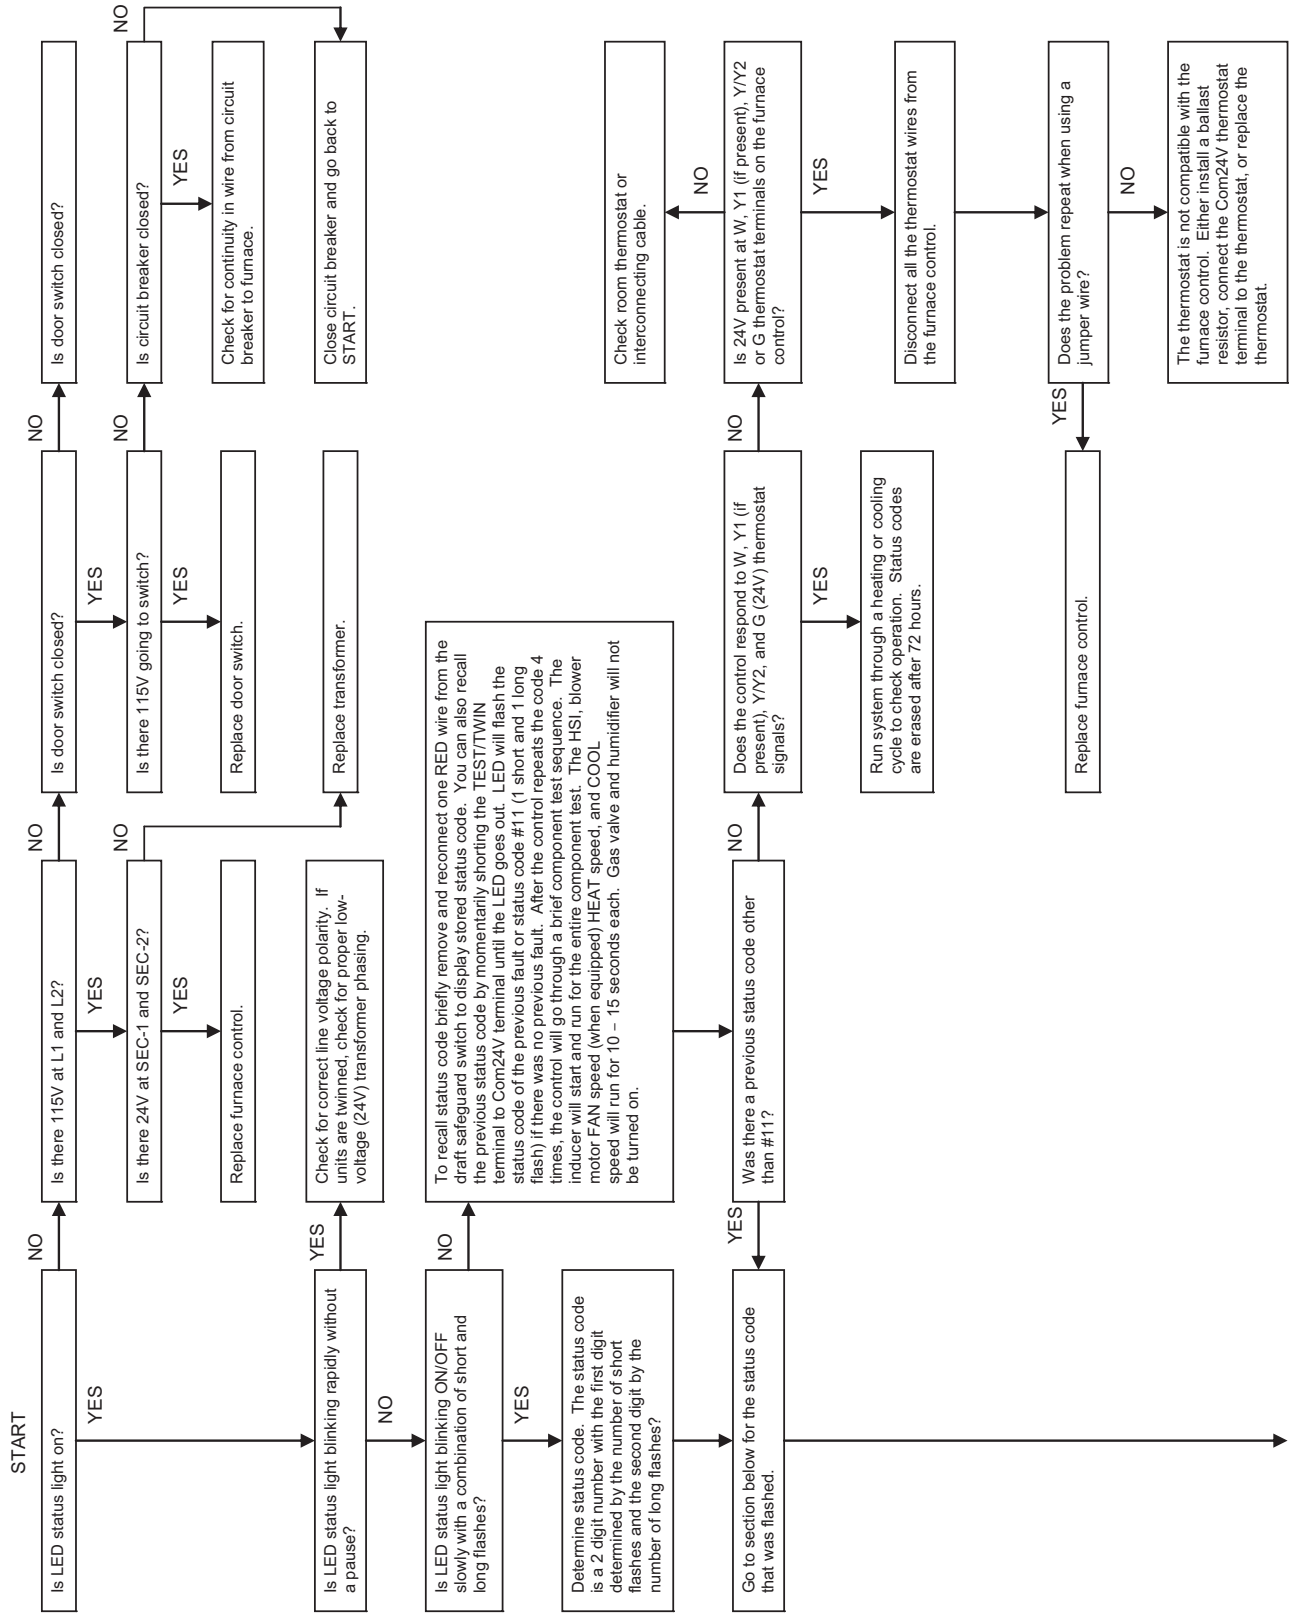 START
Is LED status light on?
NO
YES
Is there 115V at L1 and L2?
NO
YES
Is door switch closed?
NO
YES
Is door switch closed?
Is there 24V at SEC-1 and SEC-2?
NO
YES
Is there 115V going to switch?
NO
YES
Is circuit breaker closed?
NO
YES
Replace furnace control.
Replace door switch.
Check for continuity in wire from circuit
breaker to furnace.
Is LED status light blinking rapidly without
a pause?
YES
NO
Check for correct line voltage polarity. If
units are twinned, check for proper low-
voltage (24V) transformer phasing.
Replace transformer.
Close circuit breaker and go back to
START.
Is LED status light blinking ON/OFF
slowly with a combination of short and
long flashes?
NO
YES
To recall status code briefly remove and reconnect one RED wire from the
draft safeguard switch to display stored status code. You can also recall
the previous status code by momentarily shorting the TEST/TWIN
terminal to Com24V terminal until the LED goes out. LED will flash the
status code of the previous fault or status code #11 (1 short and 1 long
flash) if there was no previous fault. After the control repeats the code 4
times, the control will go through a brief component test sequence. The
inducer will start and run for the entire component test. The HSI, blower
motor FAN speed (when equipped) HEAT speed, and COOL
speed will run for 10 – 15 seconds each. Gas valve and humidifier will not
be turned on.
Determine status code. The status code
is a 2 digit number with the first digit
determined by the number of short
flashes and the second digit by the
number of long flashes?
Check room thermostat or
interconnecting cable.
NO
Go to section below for the status code
that was flashed.
YES
Was there a previous status code other
than #11?
NO
Does the control respond to W, Y1 (if
present), Y/Y2, and G (24V) thermostat
signals?
NO
YES
Is 24V present at W, Y1 (if present), Y/Y2
or G thermostat terminals on the furnace
control?
YES
Run system through a heating or cooling
cycle to check operation. Status codes
are erased after 72 hours.
Disconnect all the thermostat wires from
the furnace control.
Replace furnace control.
YES
Does the problem repeat when using a
jumper wire?
NO
The thermostat is not compatible with the
furnace control. Either install a ballast
resistor, connect the Com24V thermostat
terminal to the thermostat, or replace the
thermostat.